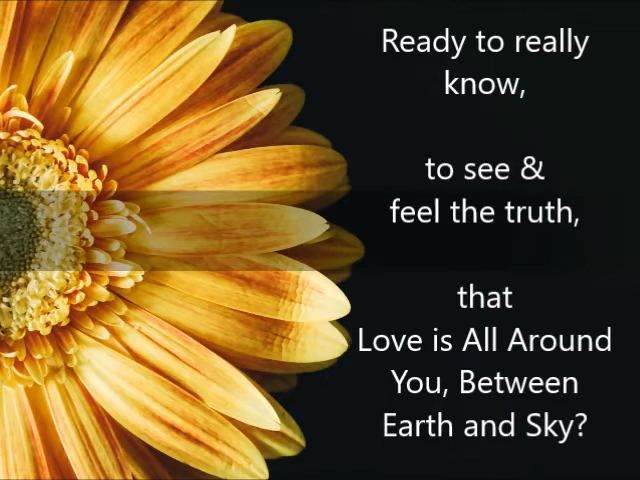 Ready to really
know,
to see &
feel the truth,
that
Love is All Around
You, Between
Earth and Sky?